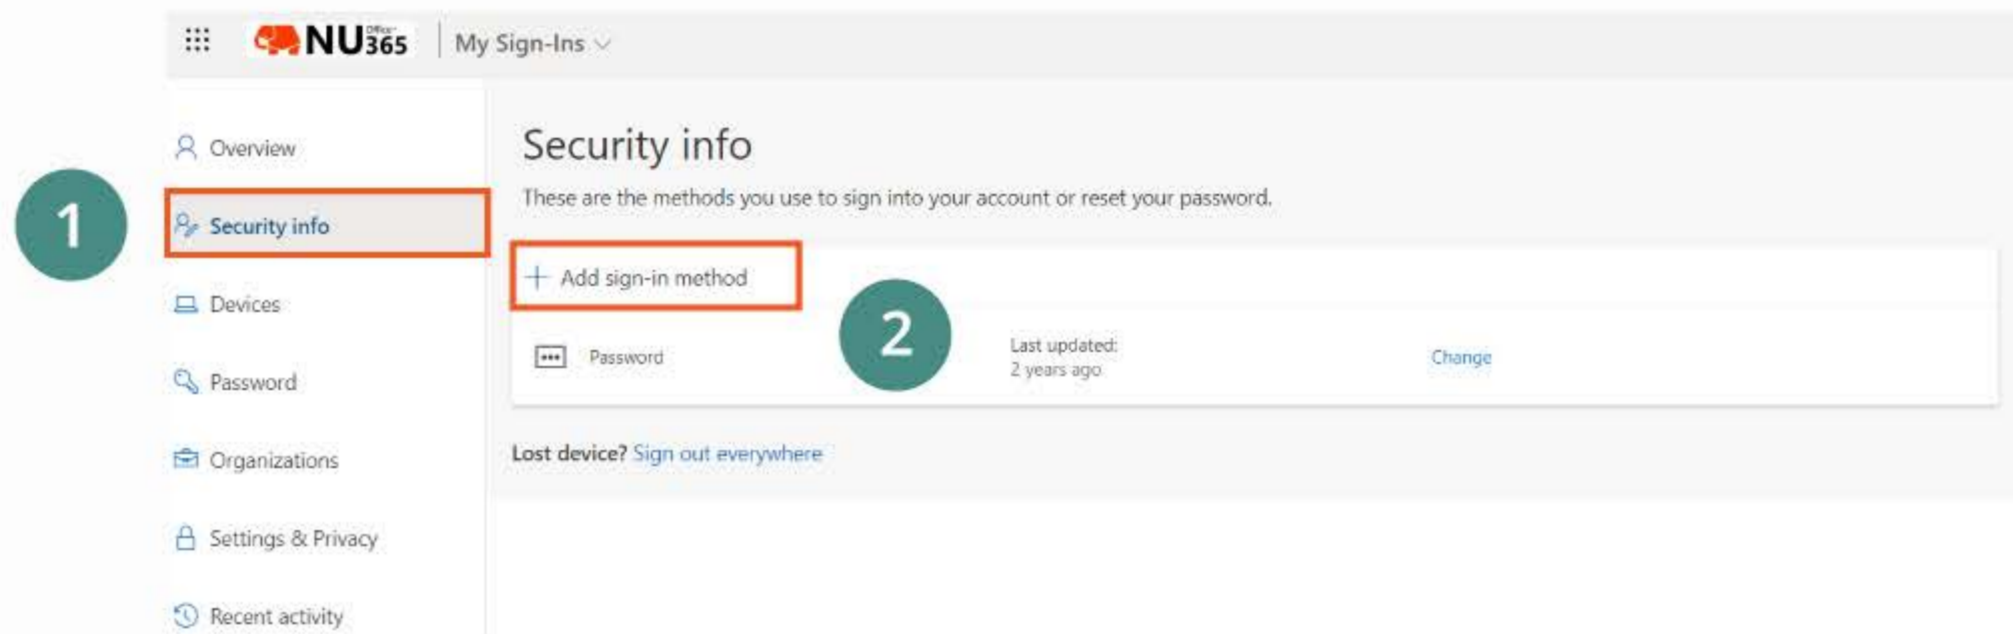 NU Office 365
My Sign-Ins
Overview
1
Security info
Devices
Password
Organizations
Settings & Privacy
Recent activity
Security info
These are the methods you use to sign into your account or reset your password.
+ Add sign-in method
2
Password
Last updated:
2 years ago
Change
Lost device? Sign out everywhere